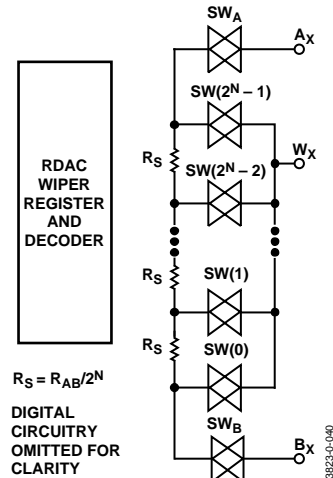 SW_A
A_X
SW(2^N – 1)
RDAC
WIPER
REGISTER
AND
DECODER
W_X
R_S
SW(2^N – 2)
R_S
SW(1)
R_S
SW(0)
R_S = R_AB/2^N
DIGITAL
CIRCUITRY
OMITTED FOR
CLARITY
SW_B
B_X
3823-0-040